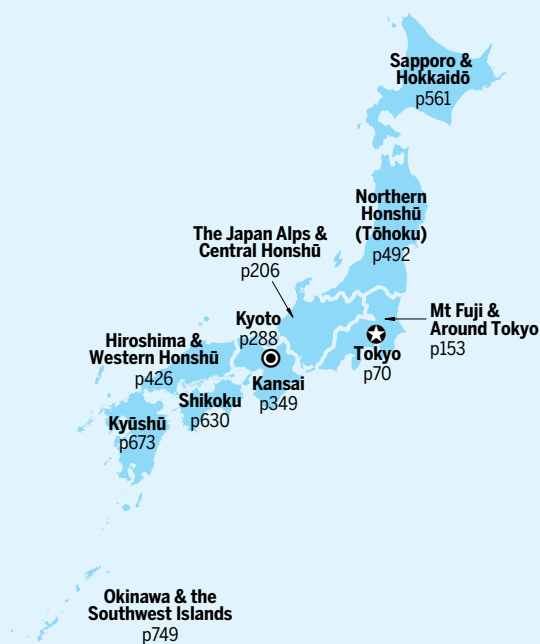 Sapporo &
Hokkaidō
p561
Northern
Honshū
(Tōhoku)
p492
The Japan Alps &
Central Honshū
p206
Mt Fuji &
Around Tokyo
p153
Kyoto
p288
Tokyo
p70
Hiroshima &
Western Honshū
p426
Kansai
p349
Shikoku
p630
Kyūshū
p673
Okinawa & the
Southwest Islands
p749